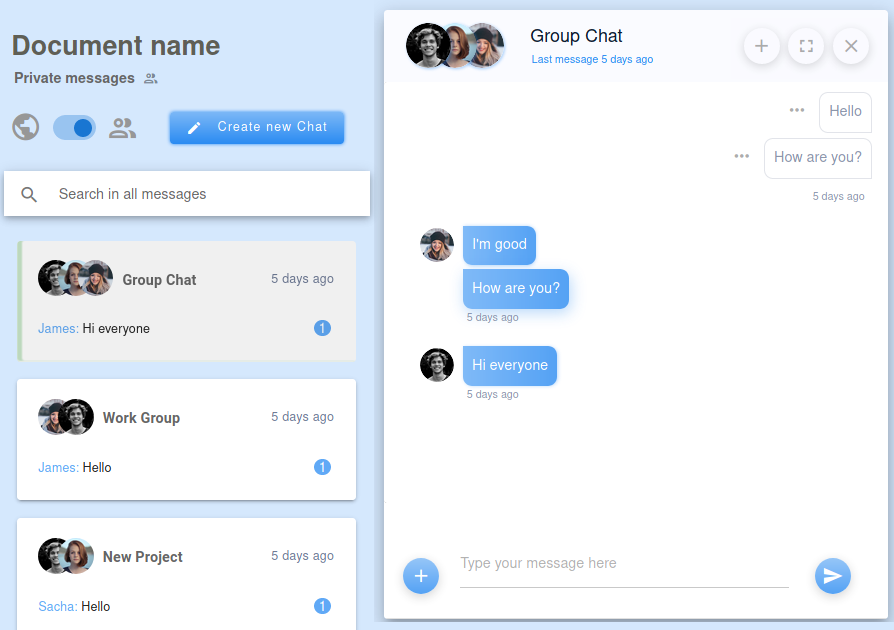 Document name
Private messages
Create new Chat
Search in all messages
Group Chat
5 days ago
James: Hi everyone
1
Work Group
5 days ago
James: Hello
1
New Project
5 days ago
Sacha: Hello
1
Group Chat
Last message 5 days ago
Hello
How are you?
5 days ago
I'm good
How are you?
5 days ago
Hi everyone
5 days ago
Type your message here